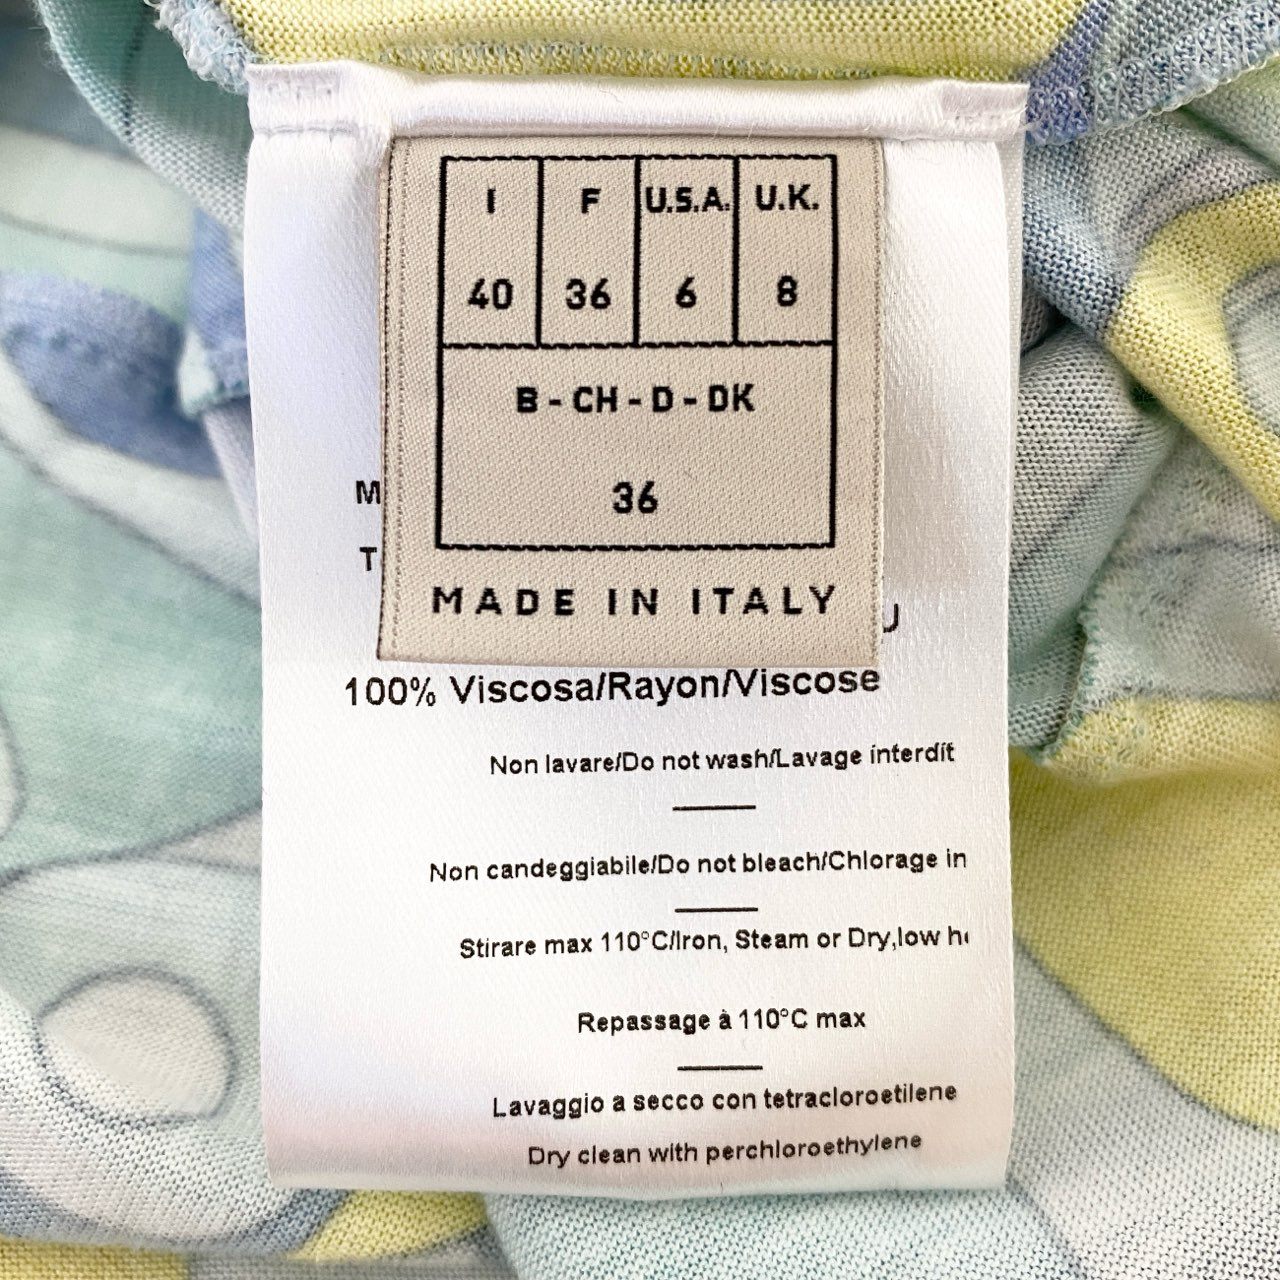 I F U.S.A. U.K.
40 36 6 8
B - CH - D - DK
36
MADE IN ITALY
100% Viscosa/Rayon/Viscose
Non lavare/Do not wash/Lavage interdit
Non candeggiabile/Do not bleach/Chlorage in
Stirare max 110°C/Iron, Steam or Dry,low
Repassage à 110°C max
Lavaggio a secco con tetracloroetilene
Dry clean with perchloroethylene